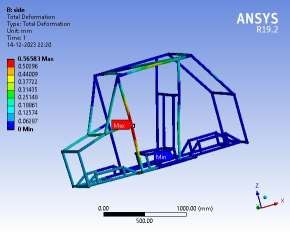 B: side
Total Deformation
Type: Total Deformation
Unit: mm
Time: 1
14-12-2023 22:20
0.56583 Max
0.50296
0.44009
0.37722
0.31435
0.25148
0.18861
0.12574
0.06287
0 Min
ANSYS
R19.2
Max
Min
0.00
1000.00 (mm)
500.00
Z
X